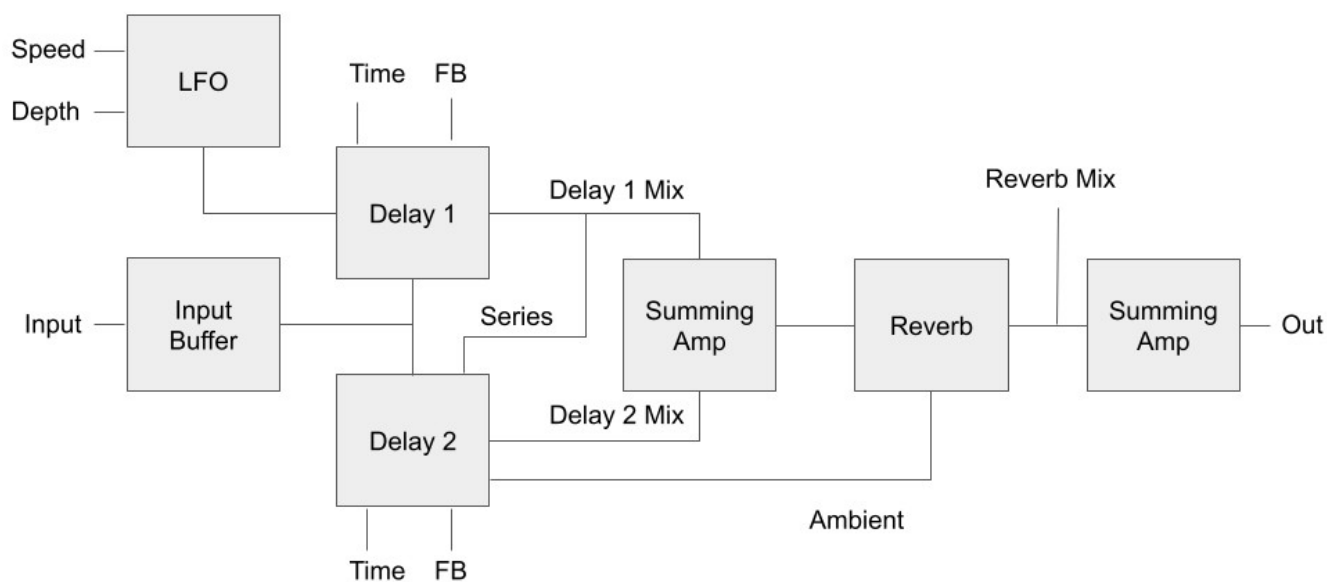 Speed
LFO
Depth
Time
FB
Delay 1
Delay 1 Mix
Reverb Mix
Input
Input
Buffer
Series
Summing
Amp
Reverb
Summing
Amp
Out
Delay 2
Delay 2 Mix
Ambient
Time
FB